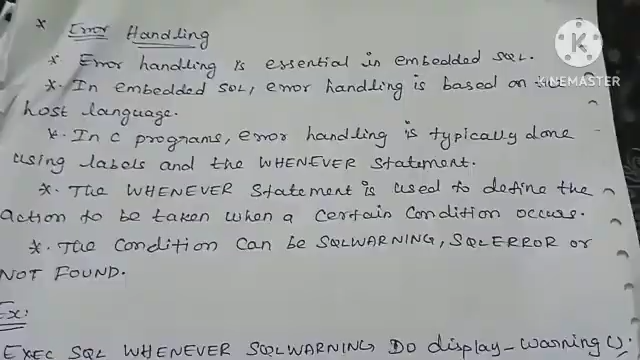 * Error Handling
* Error handling is essential in embedded SQL.
*. In embedded SQL, error handling is based on the
host language.
*. In C programs, error handling is typically done
using labels and the WHENEVER Statement.
*. The WHENEVER Statement is used to define the
action to be taken when a certain condition occurs.
*. The condition can be SQLWARNING, SQLERROR or
NOT FOUND.
Ex:
EXEC SQL WHENEVER SQLWARNING DO display_warning();
K
KINEMASTER